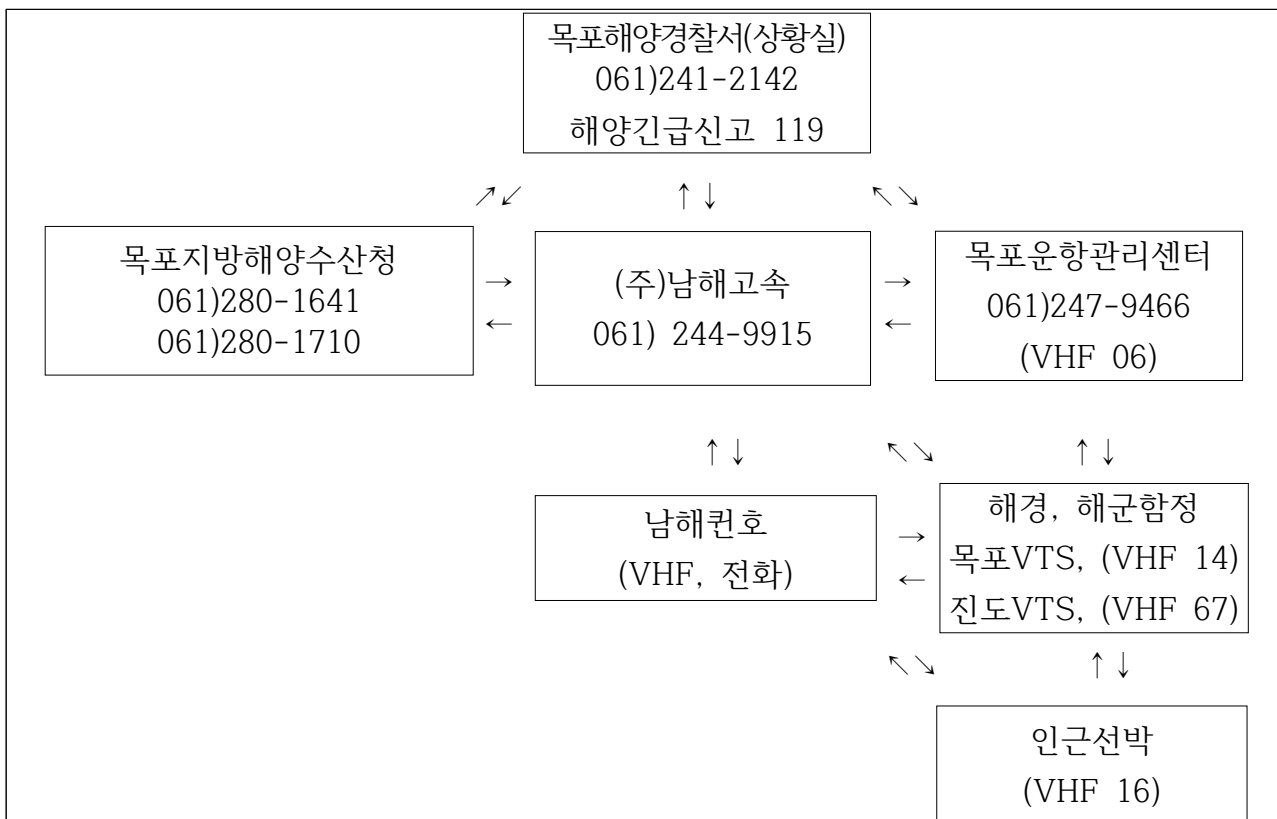 목포해양경찰서(상황실)
061)241-2142
해양긴급신고 119
↗↙ ↑↓ ↖↘
목포지방해양수산청
061)280-1641
061)280-1710
→
←
(주)남해고속
061) 244-9915
→
←
목포운항관리센터
061)247-9466
(VHF 06)
↑↓ ↖↘ ↑↓
남해퀸호
(VHF, 전화)
→
←
해경, 해군함정
목포VTS, (VHF 14)
진도VTS, (VHF 67)
↖↘ ↑↓
인근선박
(VHF 16)